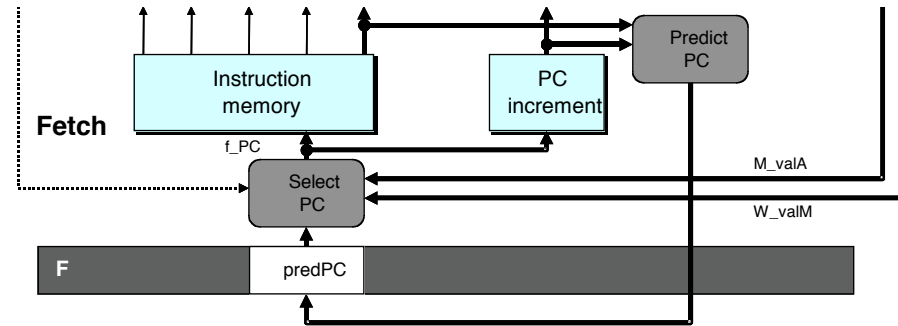 Predict
PC
Instruction
memory
PC
increment
Fetch
f_PC
M_valA
Select
PC
W_valM
F
predPC